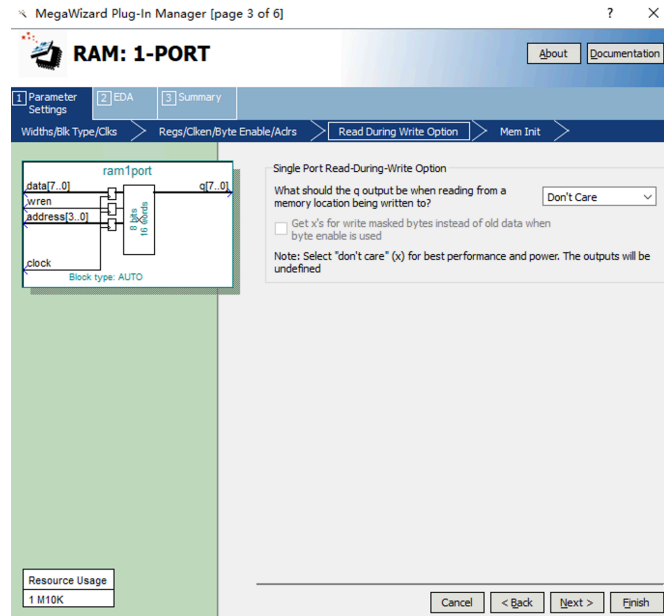 MegaWizard Plug-In Manager [page 3 of 6]
RAM: 1-PORT
About
Documentation
1 Parameter Settings
2 EDA
3 Summary
Widths/Blk Type/Clks
Regs/Clken/Byte Enable/Aclrs
Read During Write Option
Mem Init
ram1port
data[7..0]
q[7..0]
wren
address[3..0]
8 bits
16 words
clock
Block type: AUTO
Single Port Read-During-Write Option
What should the q output be when reading from a
memory location being written to?
Don't Care
Get x's for write masked bytes instead of old data when
byte enable is used
Note: Select "don't care" (x) for best performance and power. The outputs will be
undefined
Resource Usage
1 M10K
Cancel
< Back
Next >
Finish